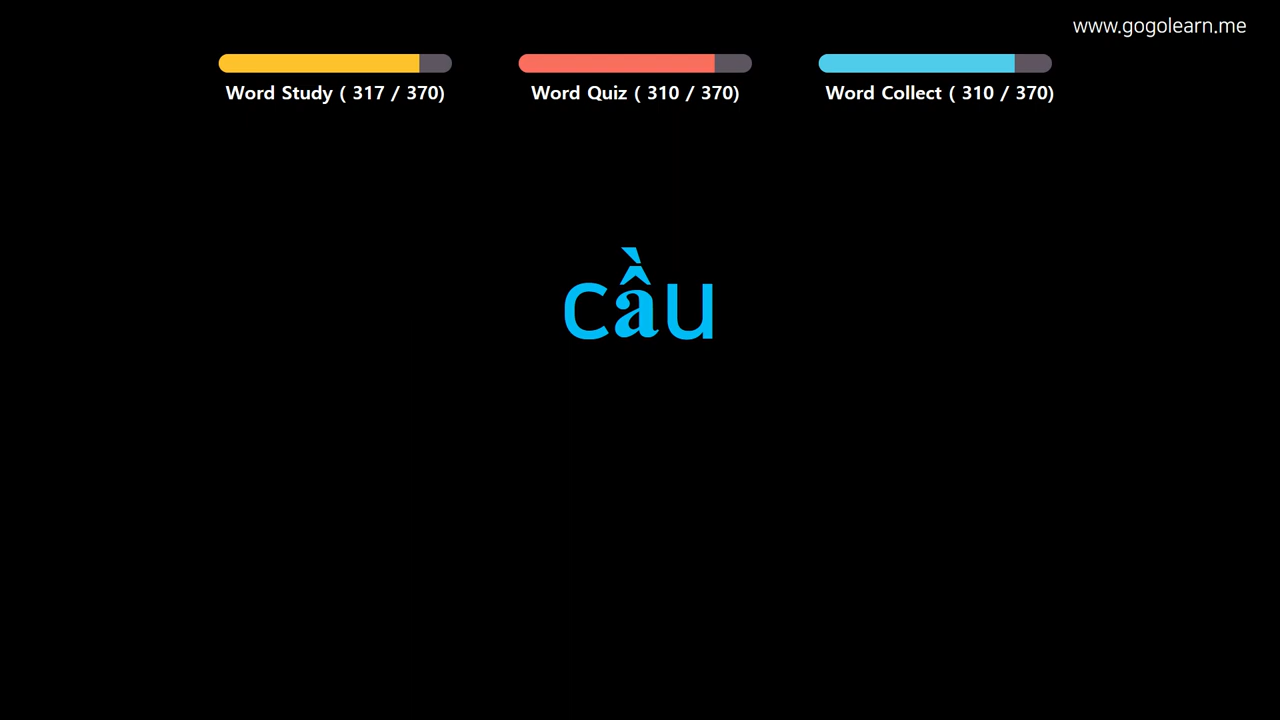 www.gogolearn.me
Word Study ( 317 / 370)
Word Quiz ( 310 / 370)
Word Collect ( 310 / 370)
cầu